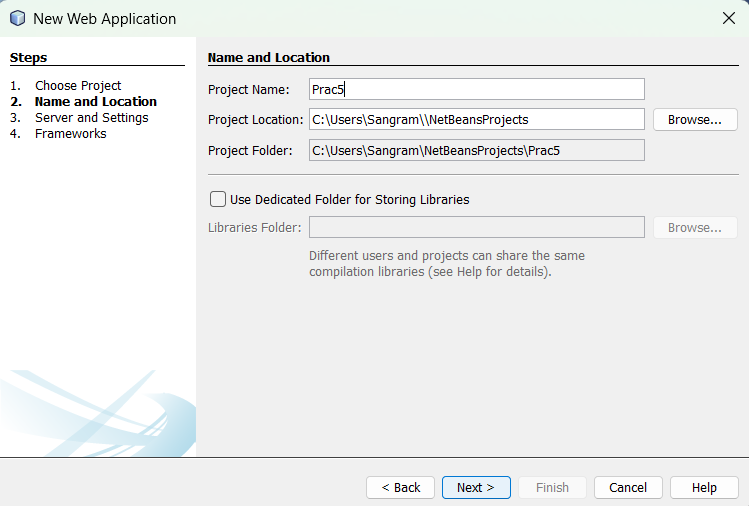 New Web Application
Steps
1. Choose Project
2. Name and Location
3. Server and Settings
4. Frameworks
Name and Location
Project Name: Prac5
Project Location: C:\Users\Sangram\\NetBeansProjects Browse...
Project Folder: C:\Users\Sangram\NetBeansProjects\Prac5
Use Dedicated Folder for Storing Libraries
Libraries Folder: Browse...
Different users and projects can share the same
compilation libraries (see Help for details).
< Back Next > Finish Cancel Help